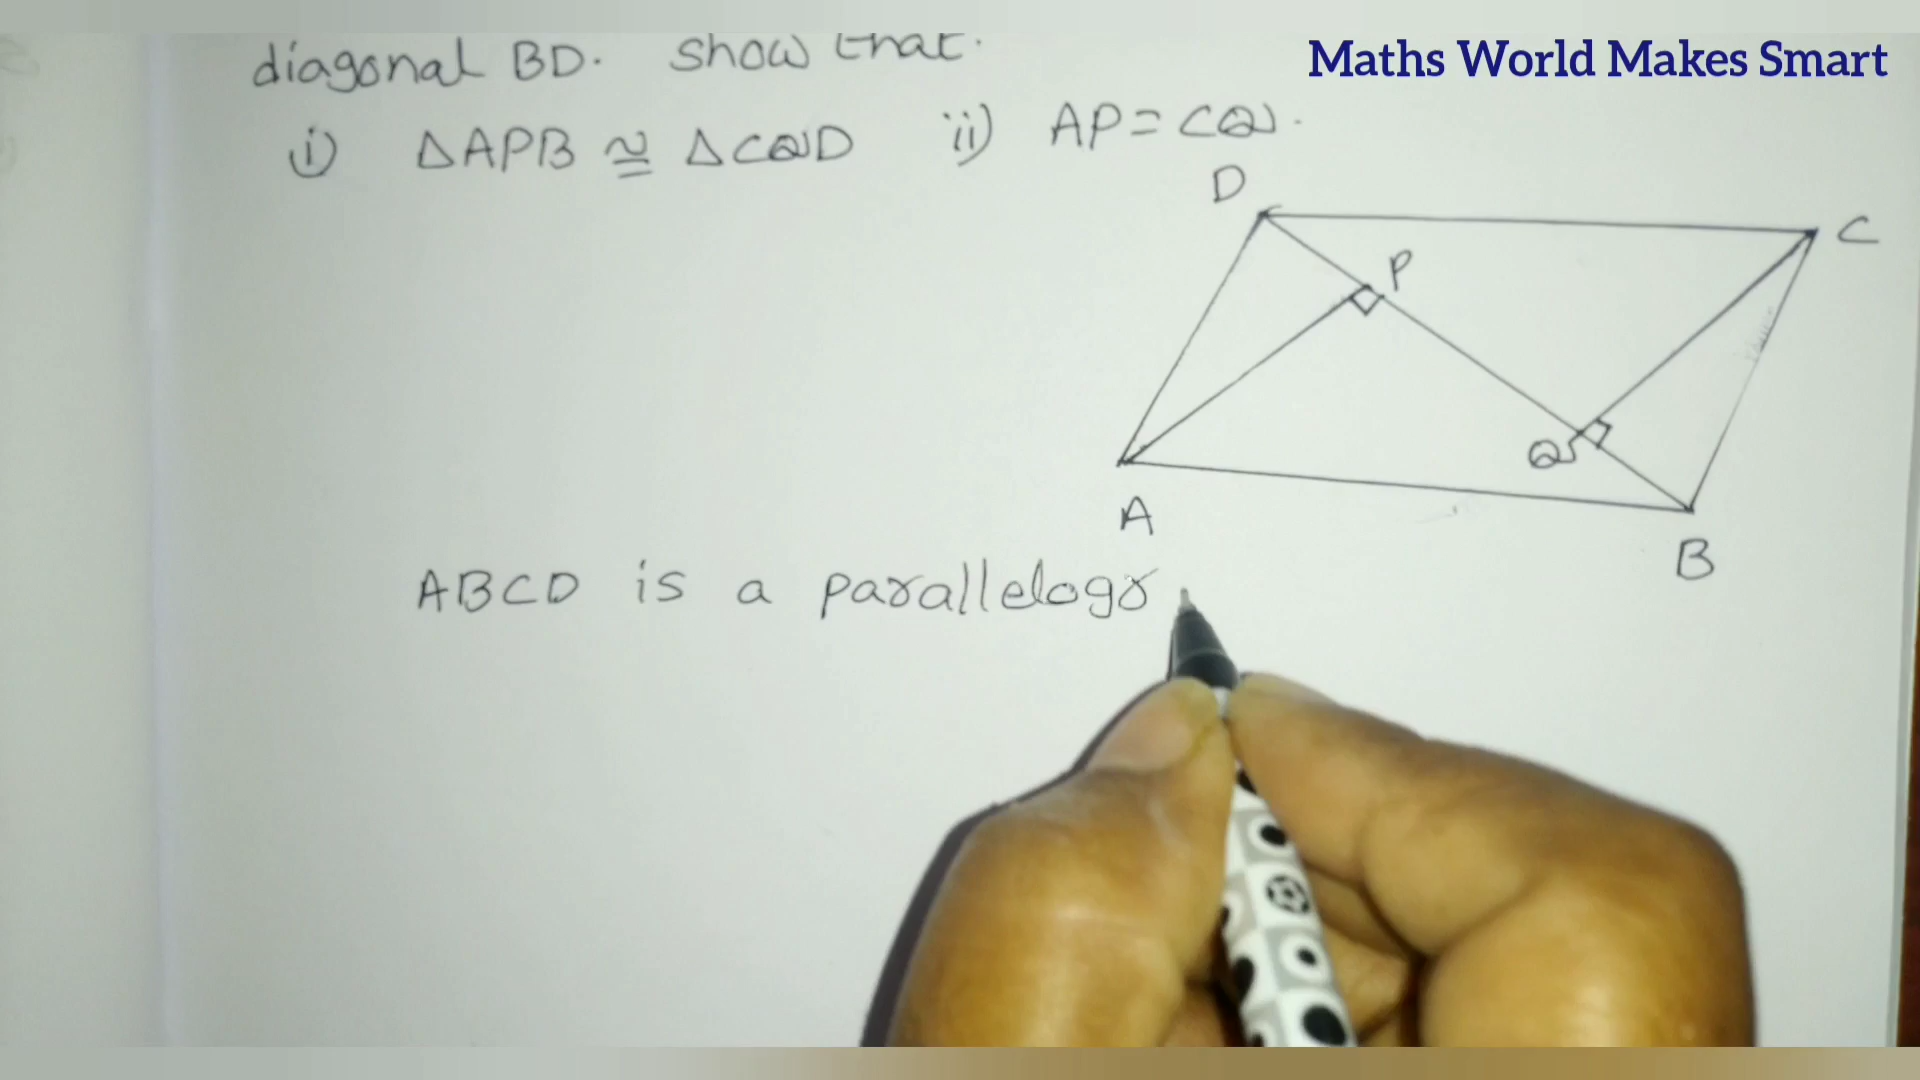 Maths World Makes Smart
diagonal BD. show that.
i) ΔAPB ≅ ΔCQD ii) AP = CQ.
D
C
P
Q
A
B
ABCD is a parallelogr